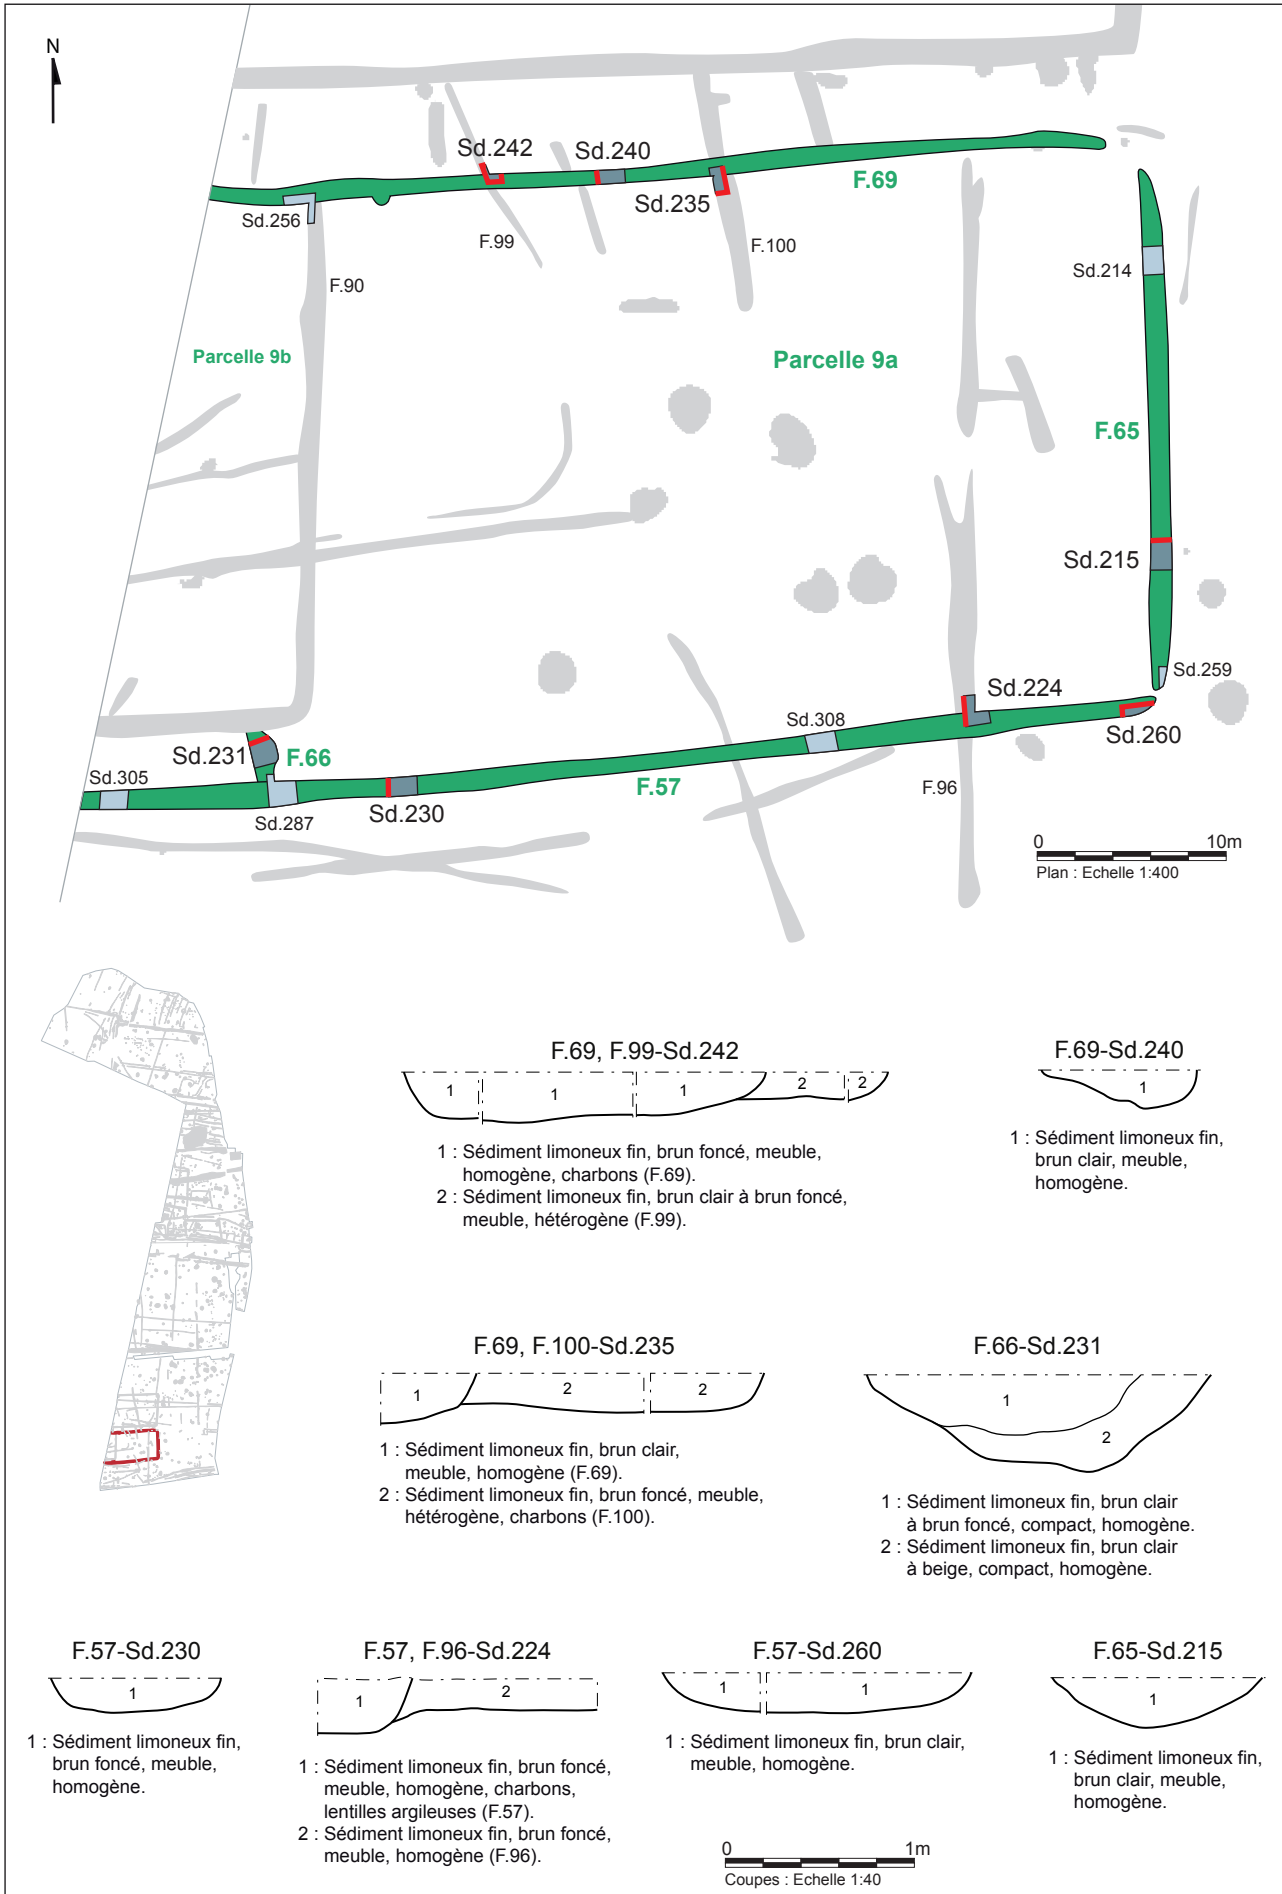 N
Sd.242
Sd.240
Sd.235
F.69
Sd.256
F.99
F.100
Sd.214
F.90
Parcelle 9b
Parcelle 9a
F.65
Sd.215
Sd.259
Sd.224
Sd.308
Sd.260
Sd.231
F.66
Sd.305
F.57
F.96
Sd.287
Sd.230
0 10m
Plan : Echelle 1:400
F.69, F.99-Sd.242
1 1 1 2 2
1 : Sédiment limoneux fin, brun foncé, meuble,
homogène, charbons (F.69).
2 : Sédiment limoneux fin, brun clair à brun foncé,
meuble, hétérogène (F.99).
F.69-Sd.240
1
1 : Sédiment limoneux fin,
brun clair, meuble,
homogène.
F.69, F.100-Sd.235
1 2 2
1 : Sédiment limoneux fin, brun clair,
meuble, homogène (F.69).
2 : Sédiment limoneux fin, brun foncé, meuble,
hétérogène, charbons (F.100).
F.66-Sd.231
1
2
1 : Sédiment limoneux fin, brun clair
à brun foncé, compact, homogène.
2 : Sédiment limoneux fin, brun clair
à beige, compact, homogène.
F.57-Sd.230
1
1 : Sédiment limoneux fin,
brun foncé, meuble,
homogène.
F.57, F.96-Sd.224
1 2
1 : Sédiment limoneux fin, brun foncé,
meuble, homogène, charbons,
lentilles argileuses (F.57).
2 : Sédiment limoneux fin, brun foncé,
meuble, homogène (F.96).
F.57-Sd.260
1 1
1 : Sédiment limoneux fin, brun clair,
meuble, homogène.
F.65-Sd.215
1
1 : Sédiment limoneux fin,
brun clair, meuble,
homogène.
0 1m
Coupes : Echelle 1:40